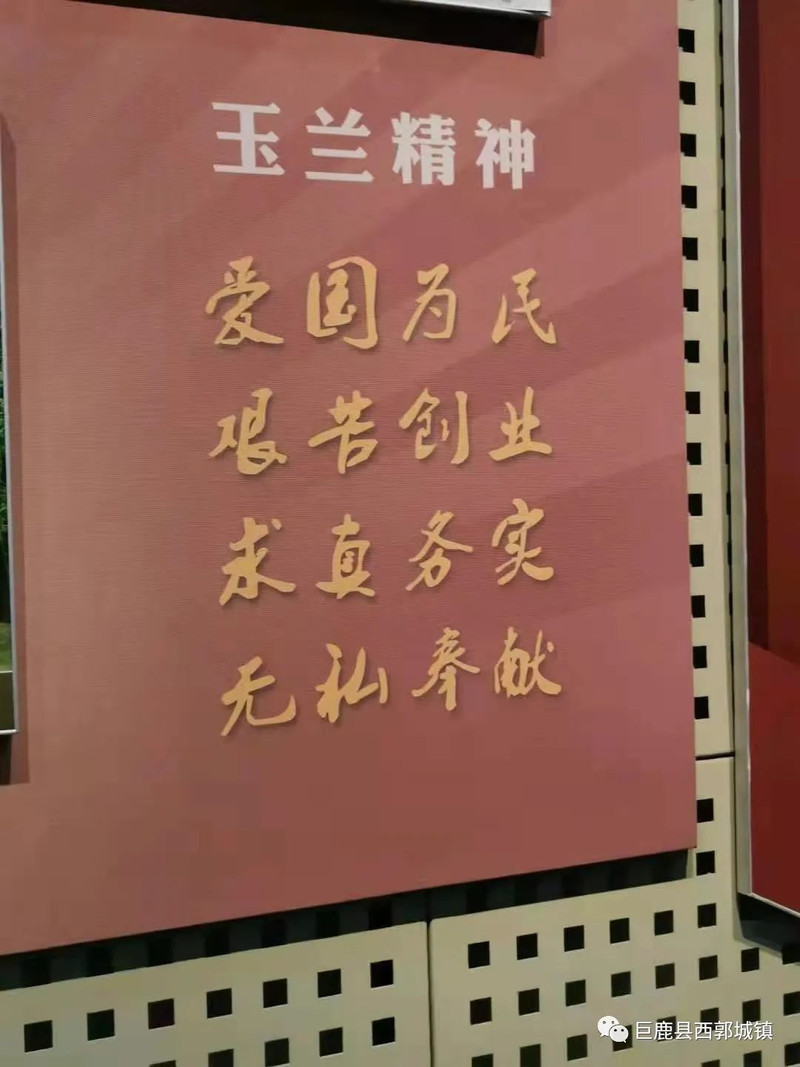 玉兰精神
爱国为民
艰苦创业
求真务实
无私奉献
巨鹿县西郭城镇